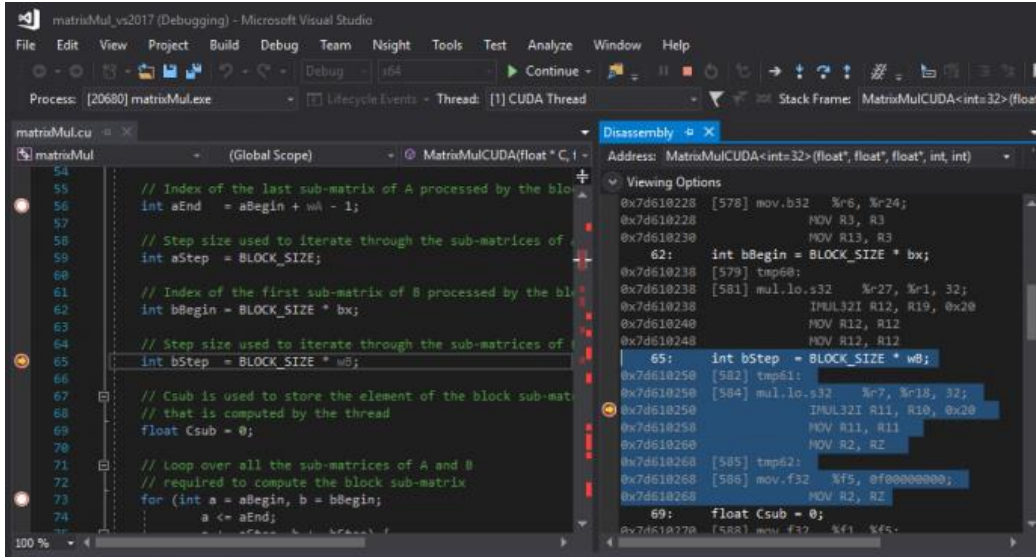 matrixMul_vs2017 (Debugging) - Microsoft Visual Studio
File Edit View Project Build Debug Team Nsight Tools Test Analyze Window Help
Debug x64 Continue
Process: [20680] matrixMul.exe Lifecycle Events Thread: [1] CUDA Thread Stack Frame: MatrixMulCUDA<int=32>(float
matrixMul.cu
matrixMul (Global Scope) MatrixMulCUDA(float * C, f
54
55 // Index of the last sub-matrix of A processed by the blo
56 int aEnd = aBegin + wA - 1;
57
58 // Step size used to iterate through the sub-matrices of
59 int aStep = BLOCK_SIZE;
60
61 // Index of the first sub-matrix of B processed by the bl
62 int bBegin = BLOCK_SIZE * bx;
63
64 // Step size used to iterate through the sub-matrices of
65 int bStep = BLOCK_SIZE * wB;
66
67 // Csub is used to store the element of the block sub-mat
68 // that is computed by the thread
69 float Csub = 0;
70
71 // Loop over all the sub-matrices of A and B
72 // required to compute the block sub-matrix
73 for (int a = aBegin, b = bBegin;
74 a <= aEnd;
100 %
Disassembly
Address: MatrixMulCUDA<int=32>(float*, float*, float*, int, int)
Viewing Options
0x7d610228 [578] mov.b32 %r6, %r24;
0x7d610228 MOV R3, R3
0x7d610230 MOV R13, R3
62: int bBegin = BLOCK_SIZE * bx;
0x7d610238 [579] tmp60:
0x7d610238 [581] mul.lo.s32 %r27, %r1, 32;
0x7d610238 IMUL32I R12, R19, 0x20
0x7d610240 MOV R12, R12
0x7d610248 MOV R12, R12
65: int bStep = BLOCK_SIZE * wB;
0x7d610250 [582] tmp61:
0x7d610250 [584] mul.lo.s32 %r7, %r18, 32;
0x7d610250 IMUL32I R11, R10, 0x20
0x7d610258 MOV R11, R11
0x7d610260 MOV R2, RZ
0x7d610268 [585] tmp62:
0x7d610268 [586] mov.f32 %f5, 0f00000000;
0x7d610268 MOV R2, RZ
69: float Csub = 0;
0x7d610270 [588] mov.f32 %f1, %f5;